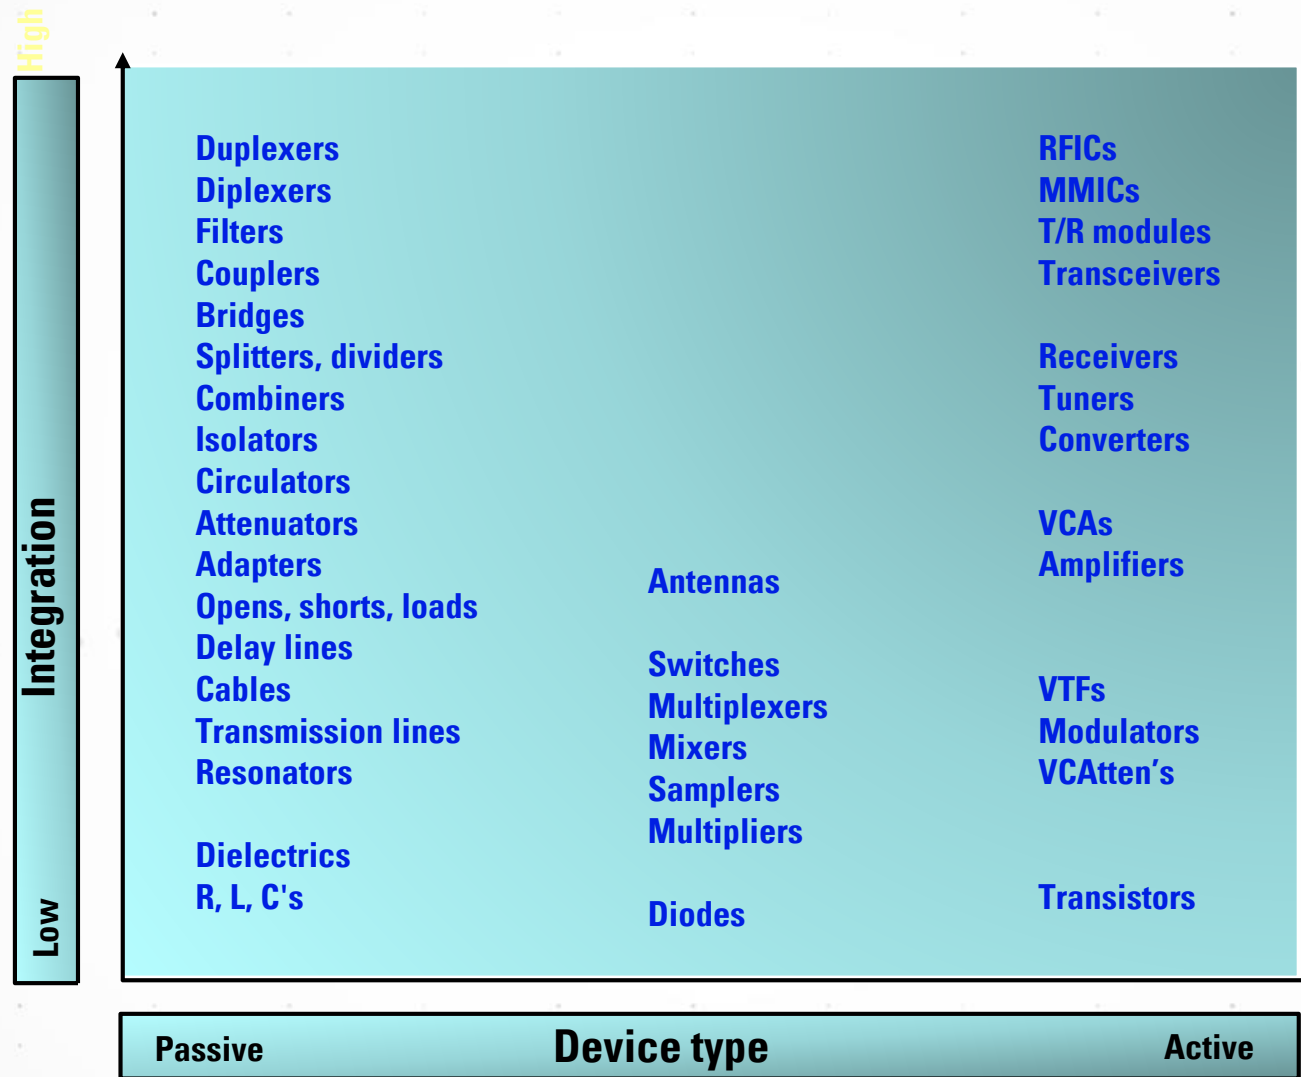 High
Integration
Low
Duplexers
Diplexers
Filters
Couplers
Bridges
Splitters, dividers
Combiners
Isolators
Circulators
Attenuators
Adapters
Opens, shorts, loads
Delay lines
Cables
Transmission lines
Resonators
Dielectrics
R, L, C's
Antennas
Switches
Multiplexers
Mixers
Samplers
Multipliers
Diodes
RFICs
MMICs
T/R modules
Transceivers
Receivers
Tuners
Converters
VCAs
Amplifiers
VTFs
Modulators
VCAtten’s
Transistors
Passive
Device type
Active